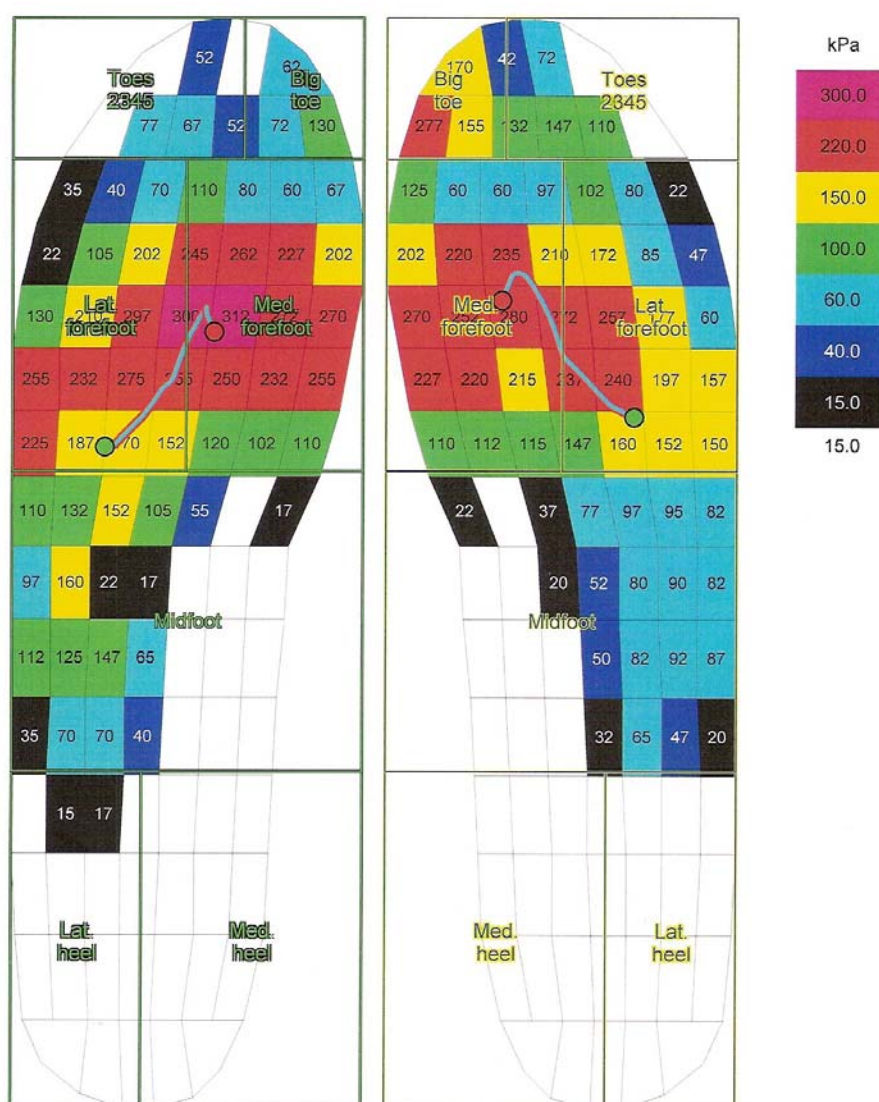 52
62
Toes
2345
Big
toe
77 67 52 72 130
35 40 70 110 80 60 67
22 105 202 245 262 227 202
130 297 312 270
Lat.
forefoot
Med.
forefoot
255 232 275 250 232 255
225 187 152 120 102 110
110 132 152 105 55 17
97 160 22 17
Midfoot
112 125 147 65
35 70 70 40
15 17
Lat.
heel
Med.
heel
170 42 72
Big
toe
Toes
2345
277 155 132 147 110
125 60 60 97 102 80 22
202 220 235 210 172 85 47
270 280 60
Med.
forefoot
Lat.
forefoot
227 220 215 237 240 197 157
110 112 115 147 160 152 150
22 37 77 97 95 82
20 52 80 90 82
Midfoot
50 82 92 87
32 65 47 20
Med.
heel
Lat.
heel
kPa
300.0
220.0
150.0
100.0
60.0
40.0
15.0
15.0